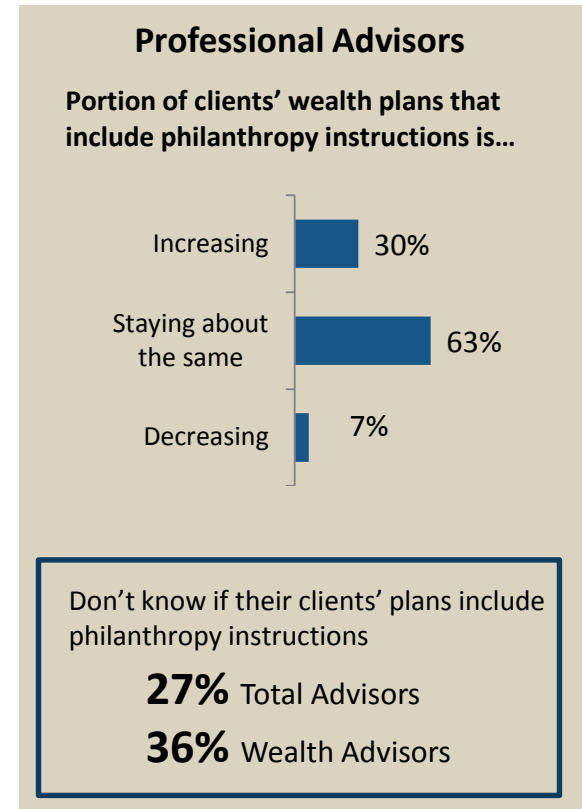 Professional Advisors
Portion of clients’ wealth plans that
include philanthropy instructions is…
Increasing
30%
Staying about
the same
63%
Decreasing
7%
Don’t know if their clients’ plans include
philanthropy instructions
27% Total Advisors
36% Wealth Advisors